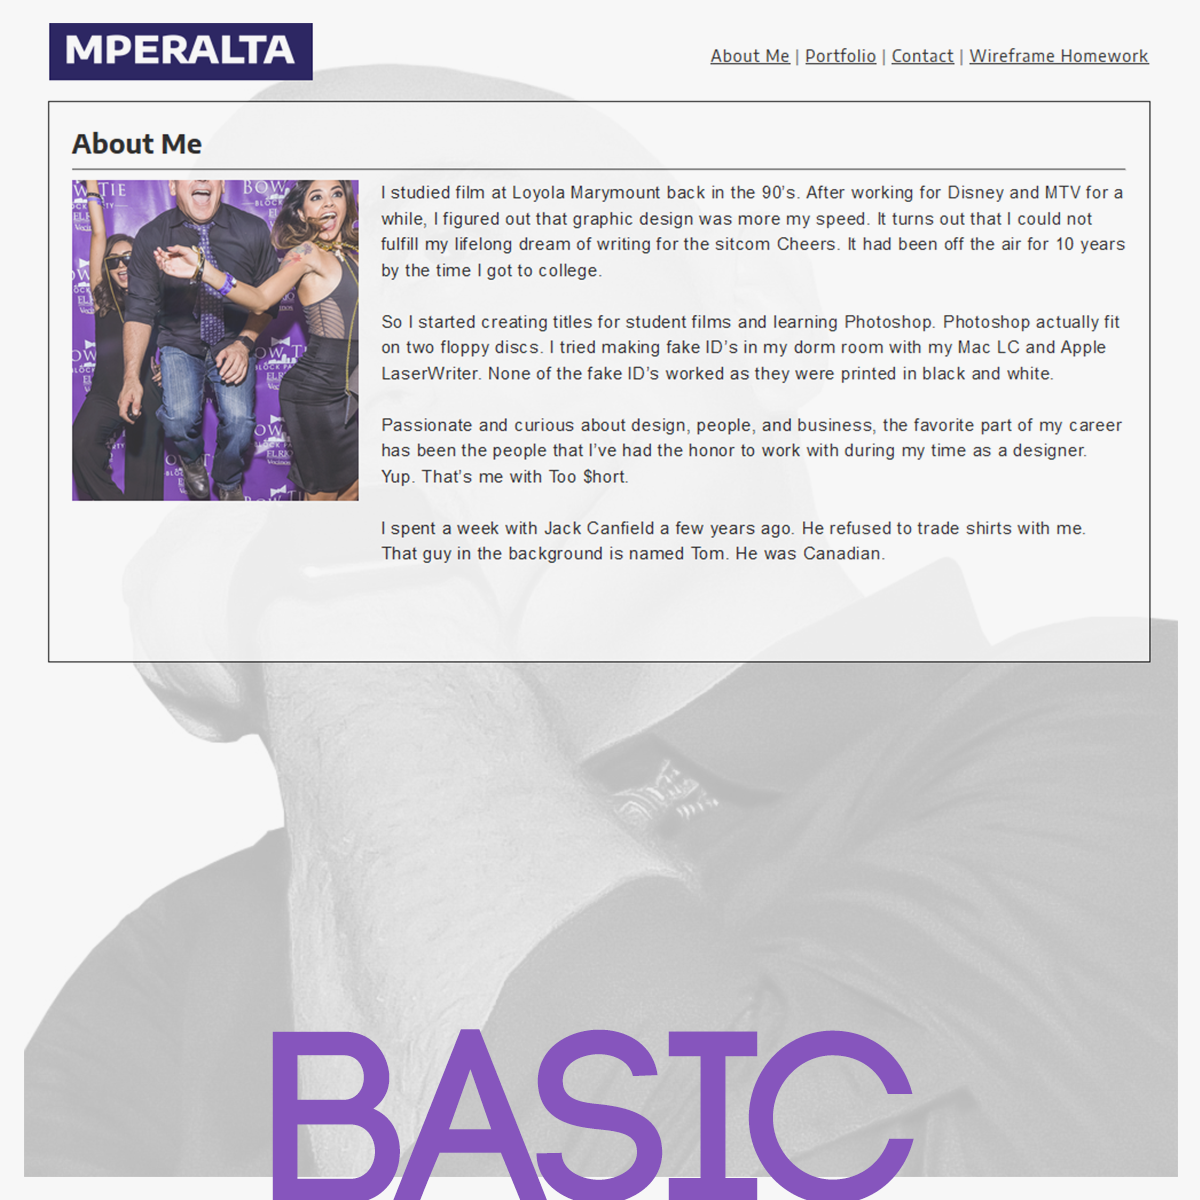 MPERALTA
About Me | Portfolio | Contact | Wireframe Homework
About Me
I studied film at Loyola Marymount back in the 90's. After working for Disney and MTV for a
while, I figured out that graphic design was more my speed. It turns out that I could not
fulfill my lifelong dream of writing for the sitcom Cheers. It had been off the air for 10 years
by the time I got to college.
So I started creating titles for student films and learning Photoshop. Photoshop actually fit
on two floppy discs. I tried making fake ID's in my dorm room with my Mac LC and Apple
LaserWriter. None of the fake ID's worked as they were printed in black and white.
Passionate and curious about design, people, and business, the favorite part of my career
has been the people that I've had the honor to work with during my time as a designer.
Yup. That's me with Too $hort.
I spent a week with Jack Canfield a few years ago. He refused to trade shirts with me.
That guy in the background is named Tom. He was Canadian.
BASIC